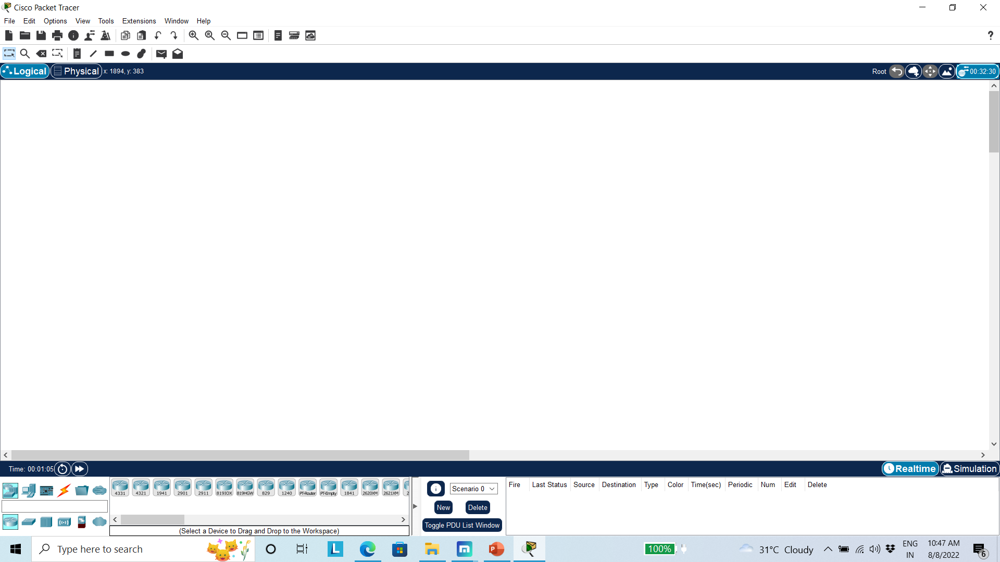 Cisco Packet Tracer
File Edit Options View Tools Extensions Window Help
?
Logical Physical x: 1894, y: 383 Root 00:32:30
Time: 00:01:05 Realtime Simulation
4331 4321 1941 2901 2911 819IOX 819HGW 829 1240 PT-Router PT-Empty 1841 2620XM 2621XM
(Select a Device to Drag and Drop to the Workspace)
Scenario 0
New Delete
Toggle PDU List Window
Fire Last Status Source Destination Type Color Time(sec) Periodic Num Edit Delete
Type here to search
100% 31°C Cloudy ENG IN 10:47 AM 8/8/2022 6